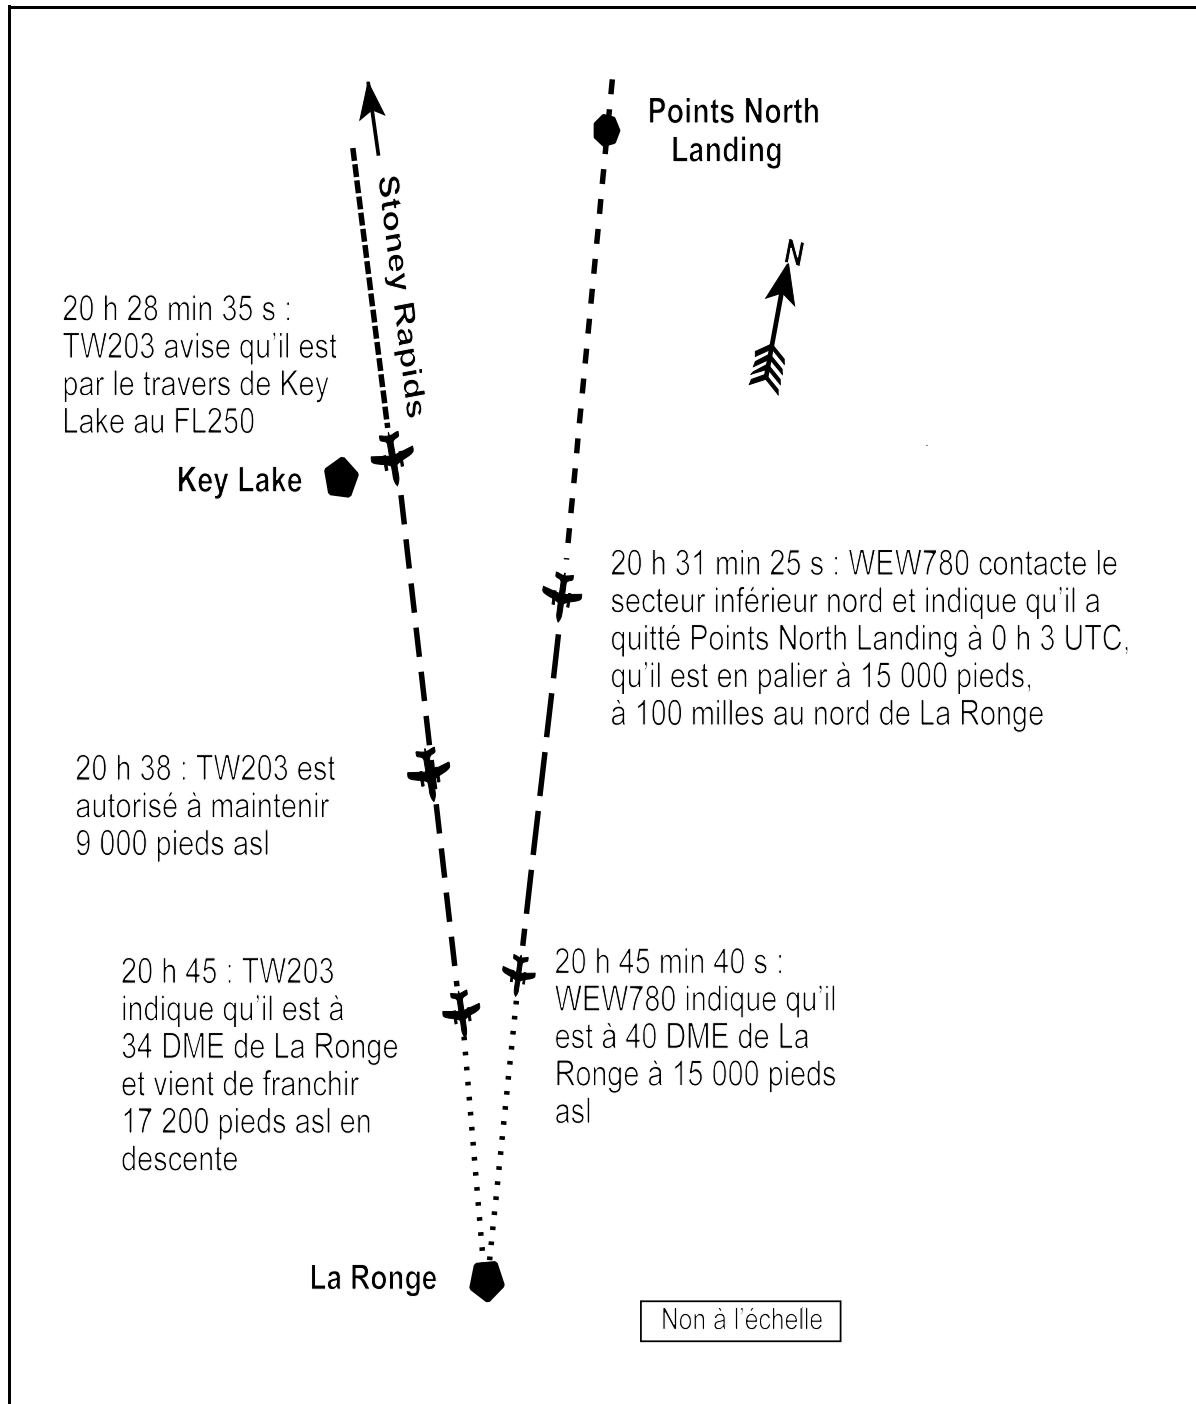 Points North
Landing
Stoney Rapids
N
20 h 28 min 35 s :
TW203 avise qu'il est
par le travers de Key
Lake au FL250
Key Lake
20 h 31 min 25 s : WEW780 contacte le
secteur inférieur nord et indique qu'il a
quitté Points North Landing à 0 h 3 UTC,
qu'il est en palier à 15 000 pieds,
à 100 milles au nord de La Ronge
20 h 38 : TW203 est
autorisé à maintenir
9 000 pieds asl
20 h 45 : TW203
indique qu'il est à
34 DME de La Ronge
et vient de franchir
17 200 pieds asl en
descente
20 h 45 min 40 s :
WEW780 indique qu'il
est à 40 DME de La
Ronge à 15 000 pieds
asl
La Ronge
Non à l'échelle